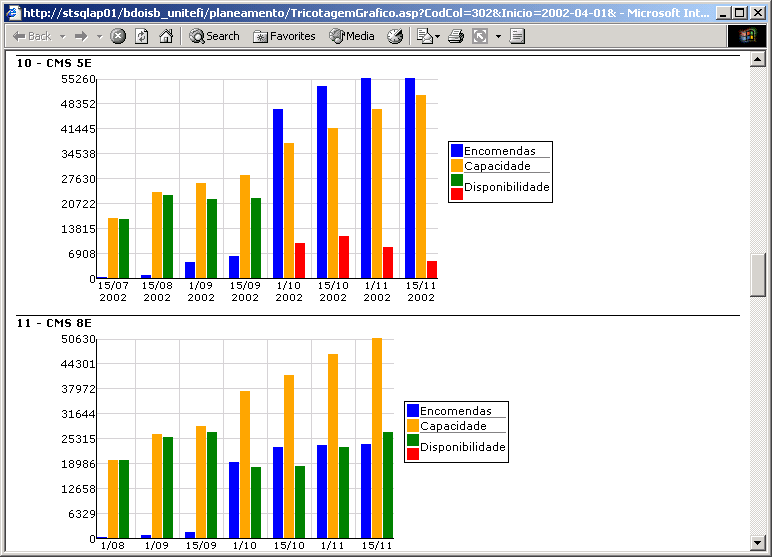 http://stsqlap01/bdoisb_unitefi/planeamento/TricotagemGrafico.asp?CodCol=302&Inicio=2002-04-01& - Microsoft Int...
Back Search Favorites Media
10 - CMS 5E
55260
48352
41445
34538
27630
20722
13815
6908
0
15/07 15/08 1/09 15/09 1/10 15/10 1/11 15/11
2002 2002 2002 2002 2002 2002 2002 2002
Encomendas
Capacidade
Disponibilidade
11 - CMS 8E
50630
44301
37972
31644
25315
18986
12658
6329
0
1/08 1/09 15/09 1/10 15/10 1/11 15/11
Encomendas
Capacidade
Disponibilidade